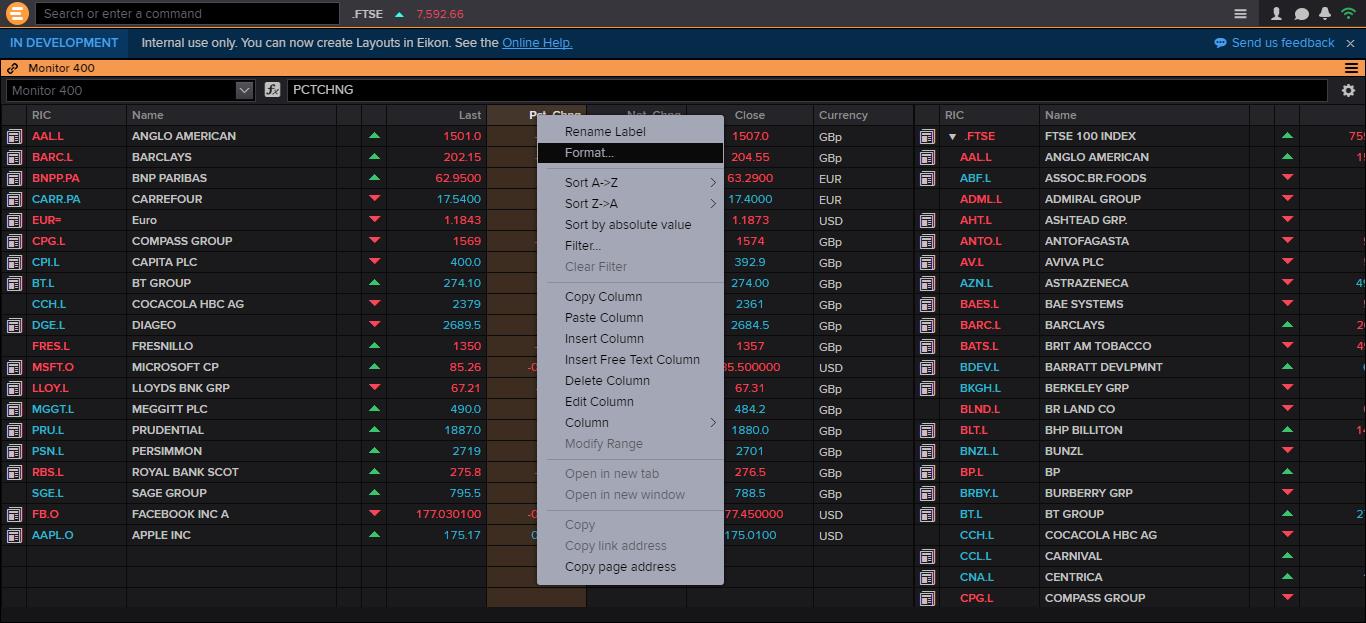 Search or enter a command .FTSE 7,592.66
IN DEVELOPMENT Internal use only. You can now create Layouts in Eikon. See the Online Help. Send us feedback
Monitor 400
Monitor 400 fx PCTCHNG
RIC Name Last Pct. Chng Net. Chng Close Currency RIC Name
AAL.L ANGLO AMERICAN 1501.0 1507.0 GBp .FTSE FTSE 100 INDEX
BARC.L BARCLAYS 202.15 204.55 GBp AAL.L ANGLO AMERICAN
BNPP.PA BNP PARIBAS 62.9500 63.2900 EUR ABF.L ASSOC.BR.FOODS
CARR.PA CARREFOUR 17.5400 17.4000 EUR ADML.L ADMIRAL GROUP
EUR= Euro 1.1843 1.1873 USD AHT.L ASHTEAD GRP.
CPG.L COMPASS GROUP 1569 1574 GBp ANTO.L ANTOFAGASTA
CPI.L CAPITA PLC 400.0 392.9 GBp AV.L AVIVA PLC
BT.L BT GROUP 274.10 274.00 GBp AZN.L ASTRAZENECA
CCH.L COCACOLA HBC AG 2379 2361 GBp BAES.L BAE SYSTEMS
DGE.L DIAGEO 2689.5 2684.5 GBp BARC.L BARCLAYS
FRES.L FRESNILLO 1350 1357 GBp BATS.L BRIT AM TOBACCO
MSFT.O MICROSOFT CP 85.26 85.500000 USD BDEV.L BARRATT DEVLPMNT
LLOY.L LLOYDS BNK GRP 67.21 67.31 GBp BKGH.L BERKELEY GRP
MGGT.L MEGGITT PLC 490.0 484.2 GBp BLND.L BR LAND CO
PRU.L PRUDENTIAL 1887.0 1880.0 GBp BLT.L BHP BILLITON
PSN.L PERSIMMON 2719 2701 GBp BNZL.L BUNZL
RBS.L ROYAL BANK SCOT 275.8 276.5 GBp BP.L BP
SGE.L SAGE GROUP 795.5 788.5 GBp BRBY.L BURBERRY GRP
FB.O FACEBOOK INC A 177.030100 77.450000 USD BT.L BT GROUP
AAPL.O APPLE INC 175.17 175.0100 USD CCH.L COCACOLA HBC AG
CCL.L CARNIVAL
CNA.L CENTRICA
CPG.L COMPASS GROUP
Rename Label
Format...
Sort A->Z
Sort Z->A
Sort by absolute value
Filter...
Clear Filter
Copy Column
Paste Column
Insert Column
Insert Free Text Column
Delete Column
Edit Column
Column
Modify Range
Open in new tab
Open in new window
Copy
Copy link address
Copy page address